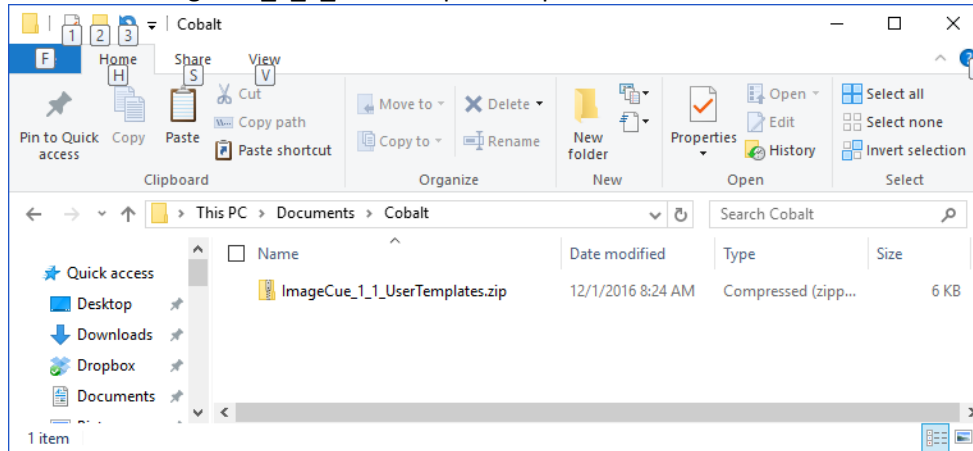 Cobalt
1 2 3
F Home Share View
H S V
Pin to Quick access
Copy
Paste
Cut
Copy path
Paste shortcut
Clipboard
Move to
Copy to
Delete
Rename
Organize
New folder
New
Properties
Open
Edit
History
Open
Select all
Select none
Invert selection
Select
This PC > Documents > Cobalt
Search Cobalt
Quick access
Desktop
Downloads
Dropbox
Documents
Name Date modified Type Size
ImageCue_1_1_UserTemplates.zip 12/1/2016 8:24 AM Compressed (zipp... 6 KB
1 item